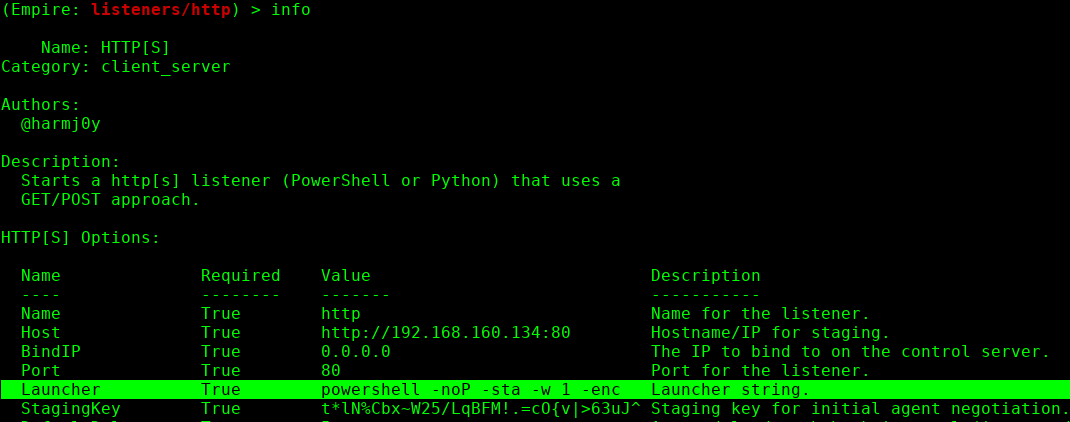 (Empire: listeners/http) > info
Name: HTTP[S]
Category: client_server
Authors:
@harmj0y
Description:
Starts a http[s] listener (PowerShell or Python) that uses a
GET/POST approach.
HTTP[S] Options:
Name Required Value Description
---- -------- ------- -----------
Name True http Name for the listener.
Host True http://192.168.160.134:80 Hostname/IP for staging.
BindIP True 0.0.0.0 The IP to bind to on the control server.
Port True 80 Port for the listener.
Launcher True powershell -noP -sta -w 1 -enc Launcher string.
StagingKey True t*lN%Cbx~W25/LqBFM!.=cO{v|>63uJ^ Staging key for initial agent negotiation.